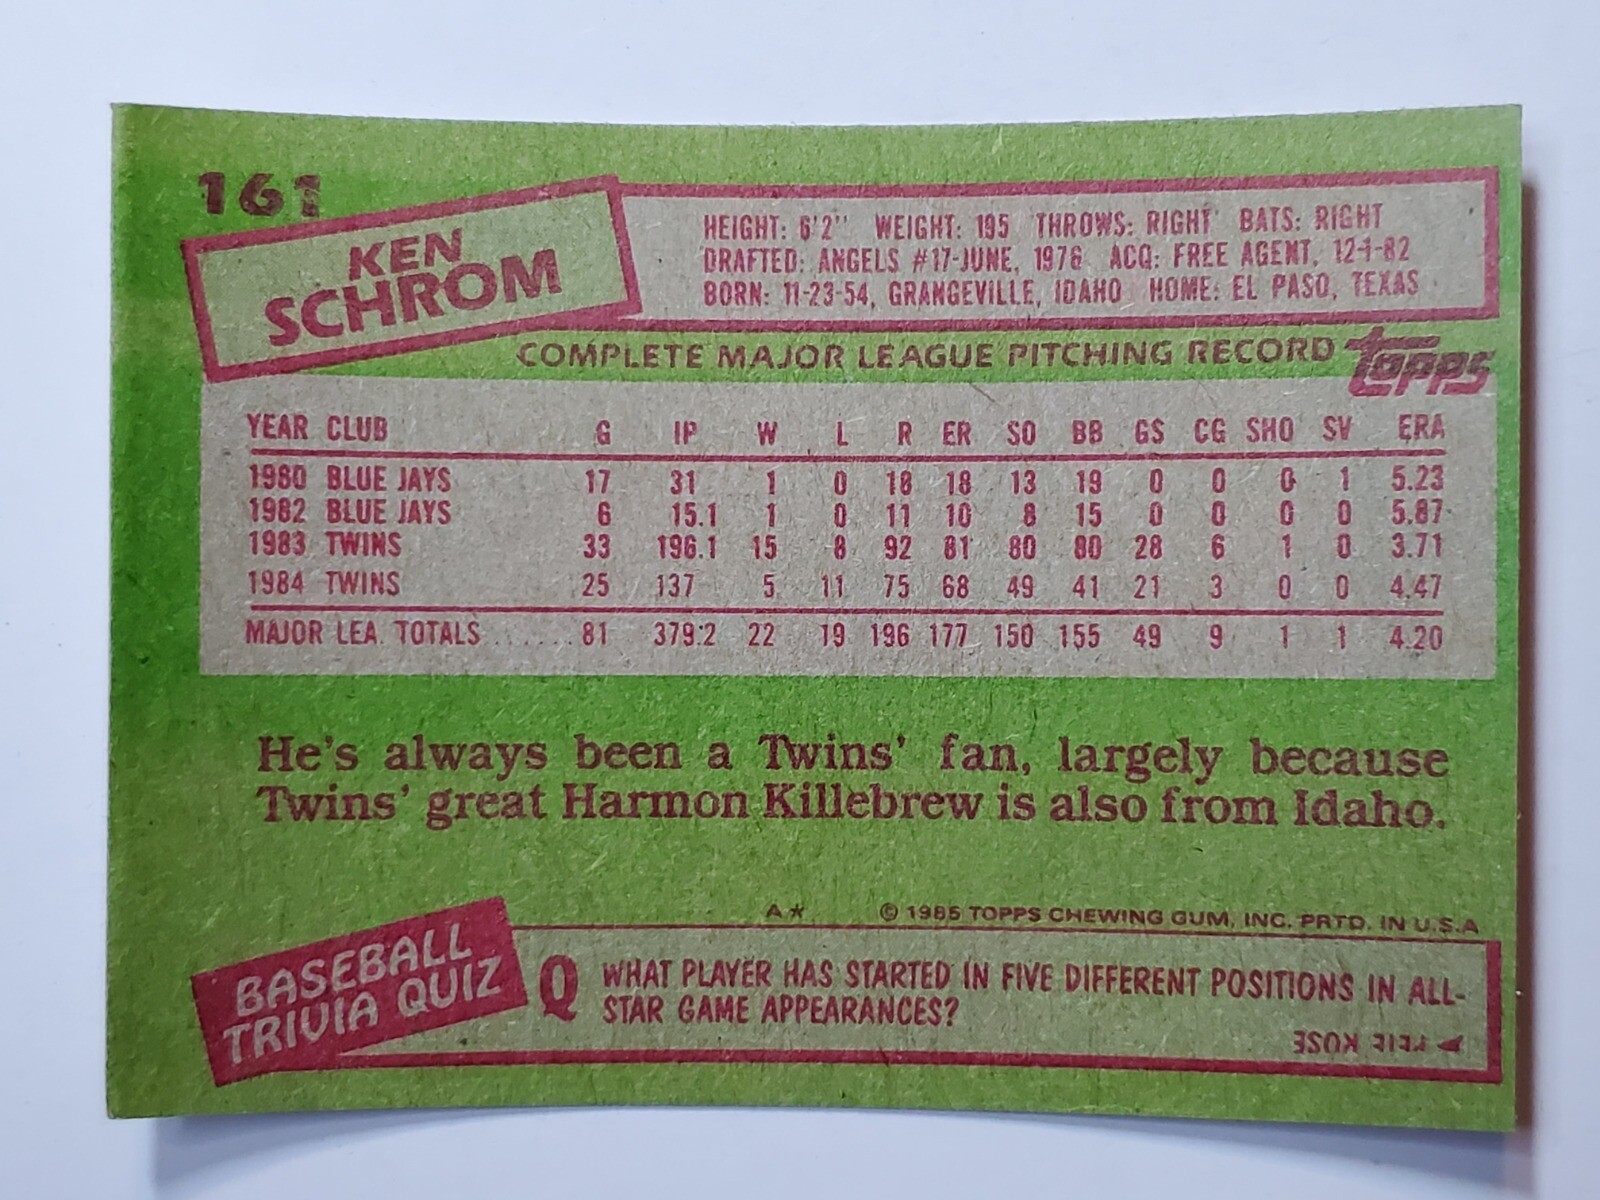 161
KEN
SCHROM
HEIGHT: 6'2" WEIGHT: 195 THROWS: RIGHT BATS: RIGHT
DRAFTED: ANGELS #17-JUNE, 1976 ACQ: FREE AGENT, 12-1-82
BORN: 11-23-54, GRANGEVILLE, IDAHO HOME: EL PASO, TEXAS
COMPLETE MAJOR LEAGUE PITCHING RECORD
TOPPS
YEAR CLUB G IP W L R ER SO BB GS CG SHO SV ERA
1980 BLUE JAYS 17 31 1 0 18 18 13 19 0 0 0 1 5.23
1982 BLUE JAYS 6 15.1 1 0 11 10 8 15 0 0 0 0 5.87
1983 TWINS 33 196.1 15 8 92 81 80 80 28 6 1 0 3.71
1984 TWINS 25 137 5 11 75 68 49 41 21 3 0 0 4.47
MAJOR LEA. TOTALS ...... 81 379.2 22 19 196 177 150 155 49 9 1 1 4.20
He's always been a Twins' fan, largely because
Twins' great Harmon Killebrew is also from Idaho.
A* © 1985 TOPPS CHEWING GUM, INC. PRTD. IN U.S.A
BASEBALL
TRIVIA QUIZ
Q WHAT PLAYER HAS STARTED IN FIVE DIFFERENT POSITIONS IN ALL-
STAR GAME APPEARANCES?
PETE ROSE